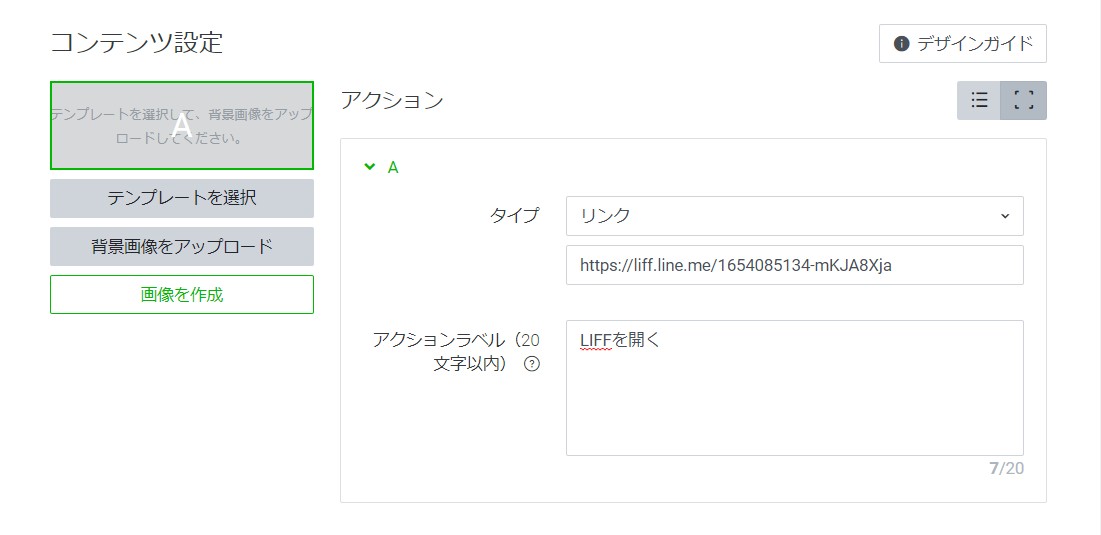 コンテンツ設定
デザインガイド
テンプレートを選択して、背景画像をアップ
ロードしてください。
A
テンプレートを選択
背景画像をアップロード
画像を作成
アクション
A
タイプ
リンク
https://liff.line.me/1654085134-mKJA8Xja
アクションラベル（20
文字以内）
LIFFを開く
7/20